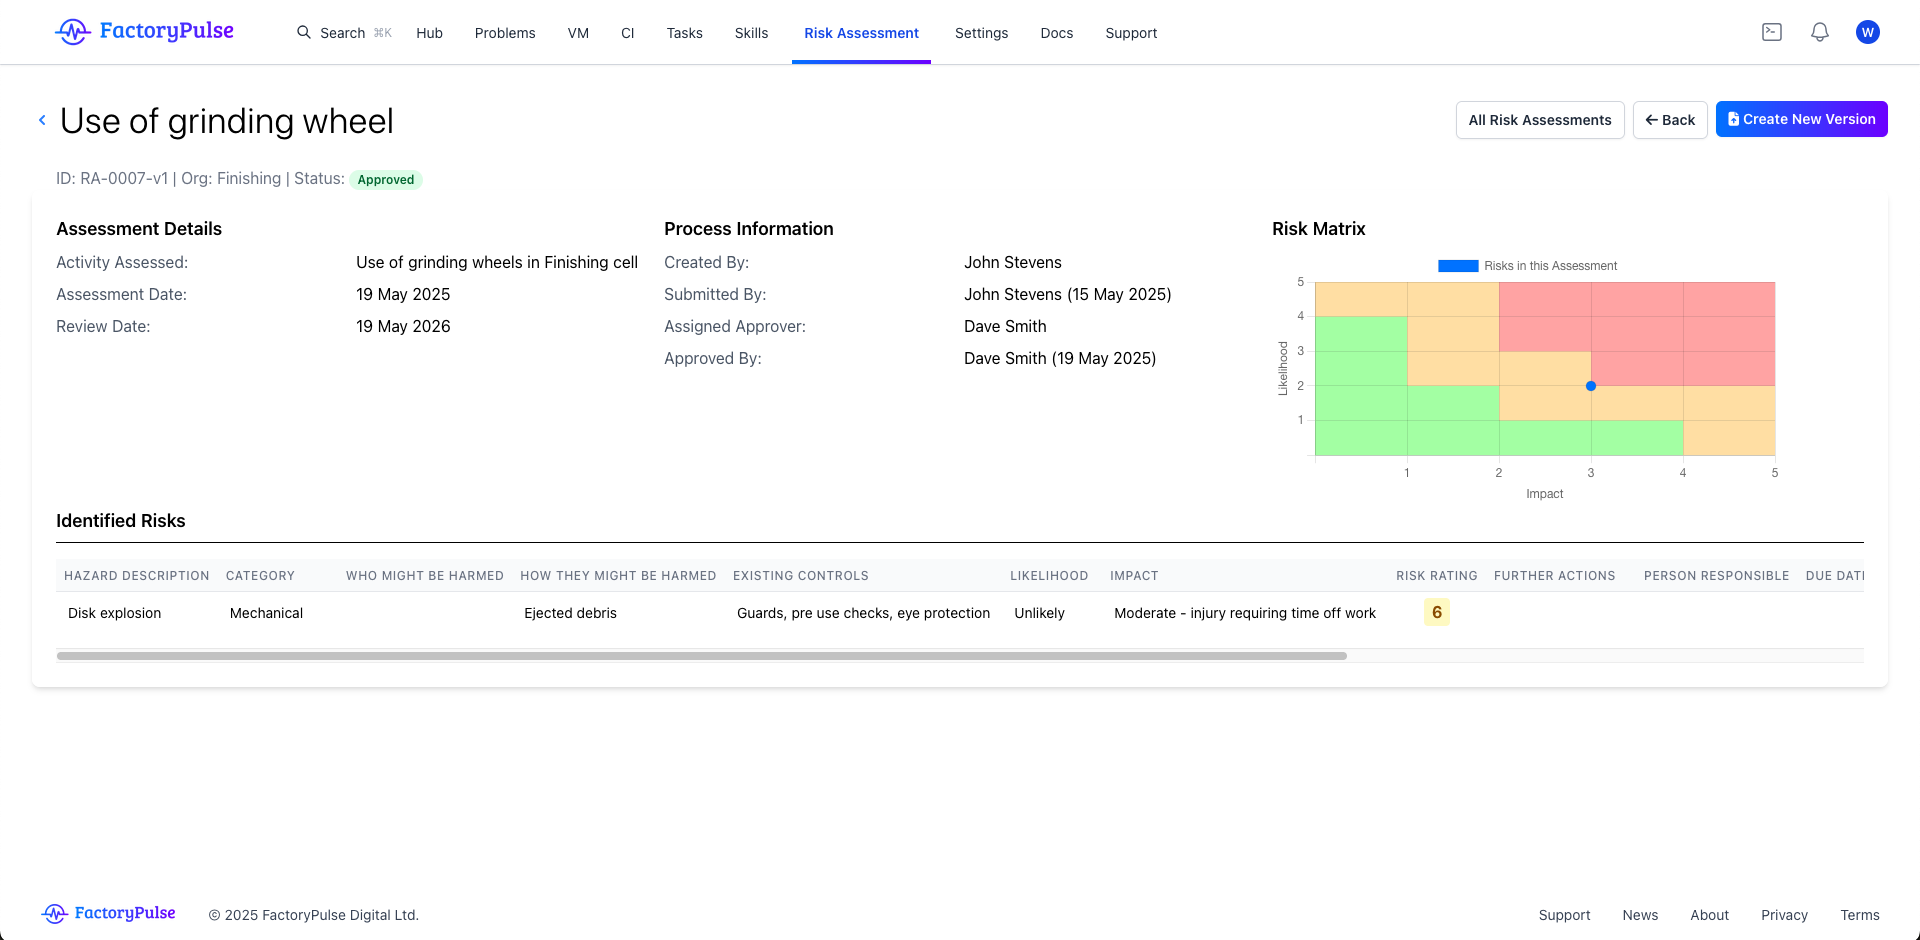 FactoryPulse
Search ⌘K Hub Problems VM CI Tasks Skills Risk Assessment Settings Docs Support W
Use of grinding wheel
All Risk Assessments
Back
Create New Version
ID: RA-0007-v1 | Org: Finishing | Status: Approved
Assessment Details
Activity Assessed: Use of grinding wheels in Finishing cell
Assessment Date: 19 May 2025
Review Date: 19 May 2026
Process Information
Created By: John Stevens
Submitted By: John Stevens (15 May 2025)
Assigned Approver: Dave Smith
Approved By: Dave Smith (19 May 2025)
Risk Matrix
Risks in this Assessment
5
4
3
2
1
Likelihood
1 2 3 4 5
Impact
Identified Risks
HAZARD DESCRIPTION CATEGORY WHO MIGHT BE HARMED HOW THEY MIGHT BE HARMED EXISTING CONTROLS LIKELIHOOD IMPACT RISK RATING FURTHER ACTIONS PERSON RESPONSIBLE DUE DATE
Disk explosion Mechanical Ejected debris Guards, pre use checks, eye protection Unlikely Moderate - injury requiring time off work 6
FactoryPulse
© 2025 FactoryPulse Digital Ltd.
Support News About Privacy Terms